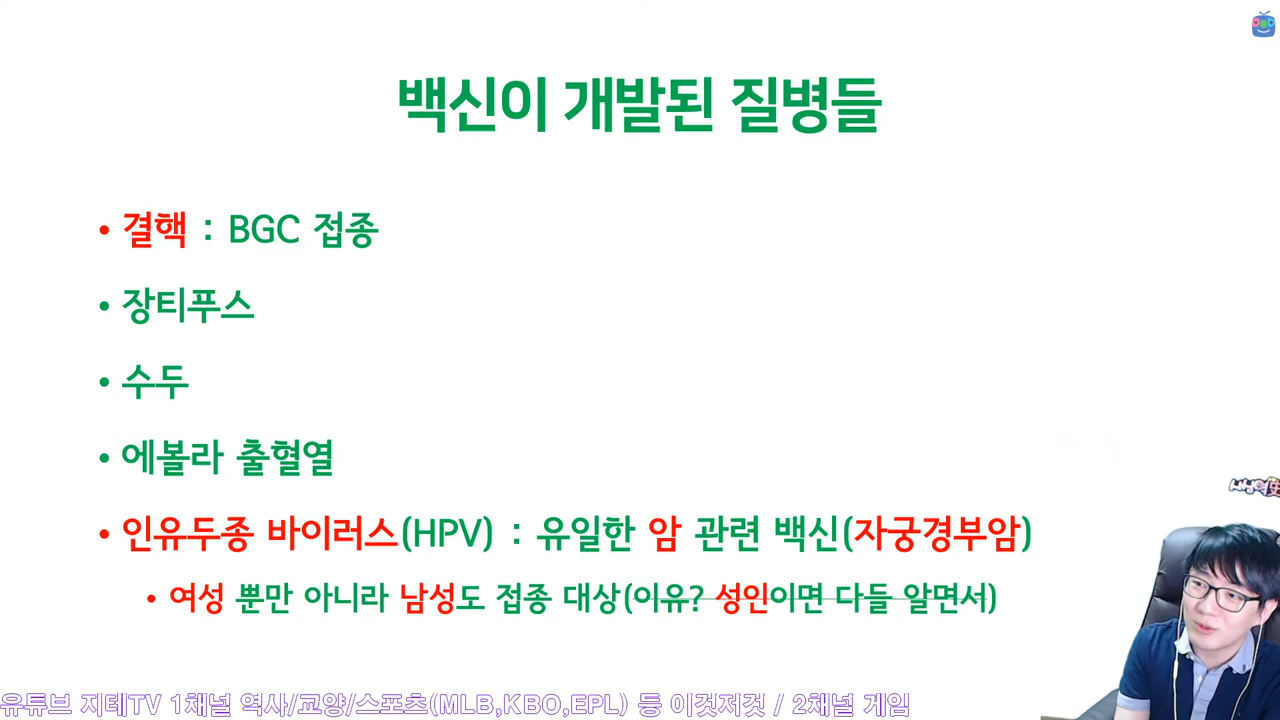 백신이 개발된 질병들
• 결핵 : BGC 접종
• 장티푸스
• 수두
• 에볼라 출혈열
• 인유두종 바이러스(HPV) : 유일한 암 관련 백신(자궁경부암)
• 여성 뿐만 아니라 남성도 접종 대상(이유? 성인이면 다들 알면서)
유튜브 지테TV 1채널 역사/교양/스포츠(MLB,KBO,EPL) 등 이것저것 / 2채널 게임